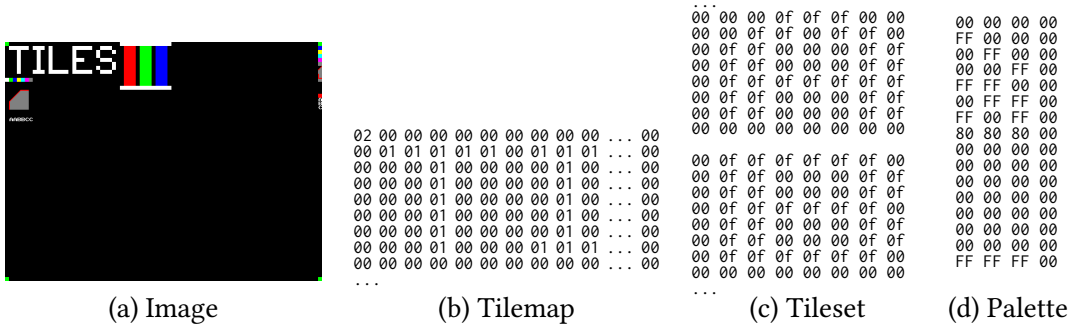 TILES
AABBCC
02 00 00 00 00 00 00 00 00 00 ... 00
00 01 01 01 01 01 00 01 01 01 ... 00
00 00 00 01 00 00 00 00 01 00 ... 00
00 00 00 01 00 00 00 00 01 00 ... 00
00 00 00 01 00 00 00 00 01 00 ... 00
00 00 00 01 00 00 00 00 01 00 ... 00
00 00 00 01 00 00 00 00 01 00 ... 00
00 00 00 01 00 00 00 01 01 01 ... 00
00 00 00 00 00 00 00 00 00 00 ... 00
...
...
00 00 00 0f 0f 0f 00 00
00 00 0f 0f 00 0f 0f 00
00 0f 0f 00 00 00 0f 0f
00 0f 0f 00 00 00 0f 0f
00 0f 0f 0f 0f 0f 0f 0f
00 0f 0f 00 00 00 0f 0f
00 0f 0f 00 00 00 0f 0f
00 00 00 00 00 00 00 00
00 0f 0f 0f 0f 0f 0f 00
00 0f 0f 00 00 00 0f 0f
00 0f 0f 00 00 00 0f 0f
00 0f 0f 0f 0f 0f 0f 00
00 0f 0f 00 00 00 0f 0f
00 0f 0f 00 00 00 0f 0f
00 0f 0f 0f 0f 0f 0f 00
00 00 00 00 00 00 00 00
...
00 00 00 00
FF 00 00 00
00 FF 00 00
00 00 FF 00
FF FF 00 00
00 FF FF 00
FF 00 FF 00
80 80 80 00
00 00 00 00
00 00 00 00
00 00 00 00
00 00 00 00
00 00 00 00
00 00 00 00
00 00 00 00
FF FF FF 00
(a) Image
(b) Tilemap
(c) Tileset
(d) Palette